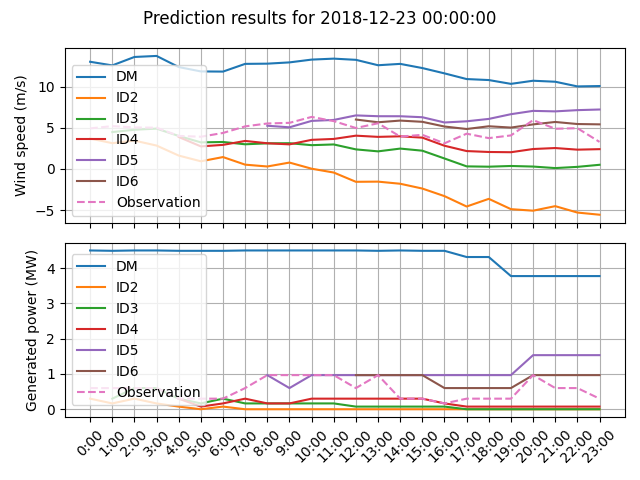 Prediction results for 2018-12-23 00:00:00
Wind speed (m/s)
10
5
0
−5
DM
ID2
ID3
ID4
ID5
ID6
Observation
Generated power (MW)
4
3
2
1
0
DM
ID2
ID3
ID4
ID5
ID6
Observation
0:00
1:00
2:00
3:00
4:00
5:00
6:00
7:00
8:00
9:00
10:00
11:00
12:00
13:00
14:00
15:00
16:00
17:00
18:00
19:00
20:00
21:00
22:00
23:00